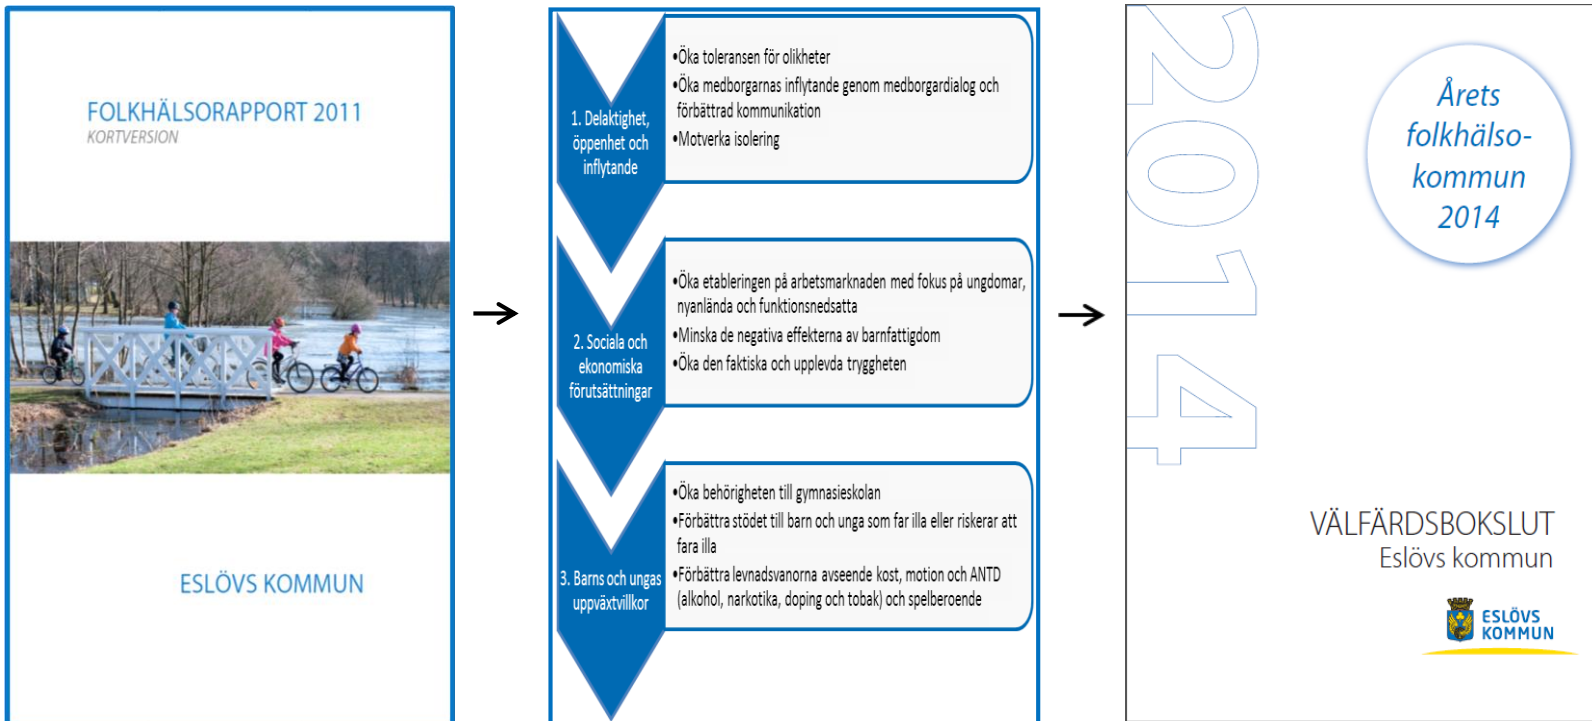 FOLKHÄLSORAPPORT 2011
KORTVERSION
ESLÖVS KOMMUN
1. Delaktighet,
öppenhet och
inflytande
•Öka toleransen för olikheter
•Öka medborgarnas inflytande genom medborgardialog och
förbättrad kommunikation
•Motverka isolering
2. Sociala och
ekonomiska
förutsättningar
•Öka etableringen på arbetsmarknaden med fokus på ungdomar,
nyanlända och funktionsnedsatta
•Minska de negativa effekterna av barnfattigdom
•Öka den faktiska och upplevda tryggheten
3. Barns och ungas
uppväxtvillkor
•Öka behörigheten till gymnasieskolan
•Förbättra stödet till barn och unga som far illa eller riskerar att
fara illa
•Förbättra levnadsvanorna avseende kost, motion och ANTD
(alkohol, narkotika, doping och tobak) och spelberoende
2014
Årets
folkhälso-
kommun
2014
VÄLFÄRDSBOKSLUT
Eslövs kommun
ESLÖVS
KOMMUN